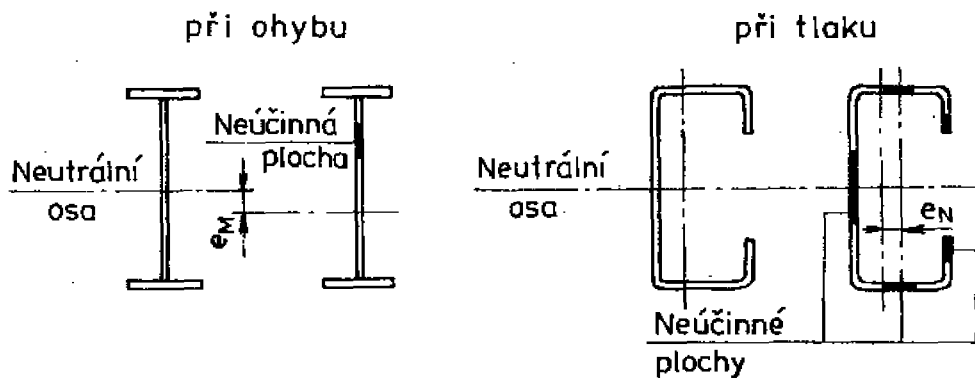 při ohybu
při tlaku
Neúčinná
plocha
Neutrální
osa
e_M
Neutrální
osa
e_N
Neúčinné
plochy